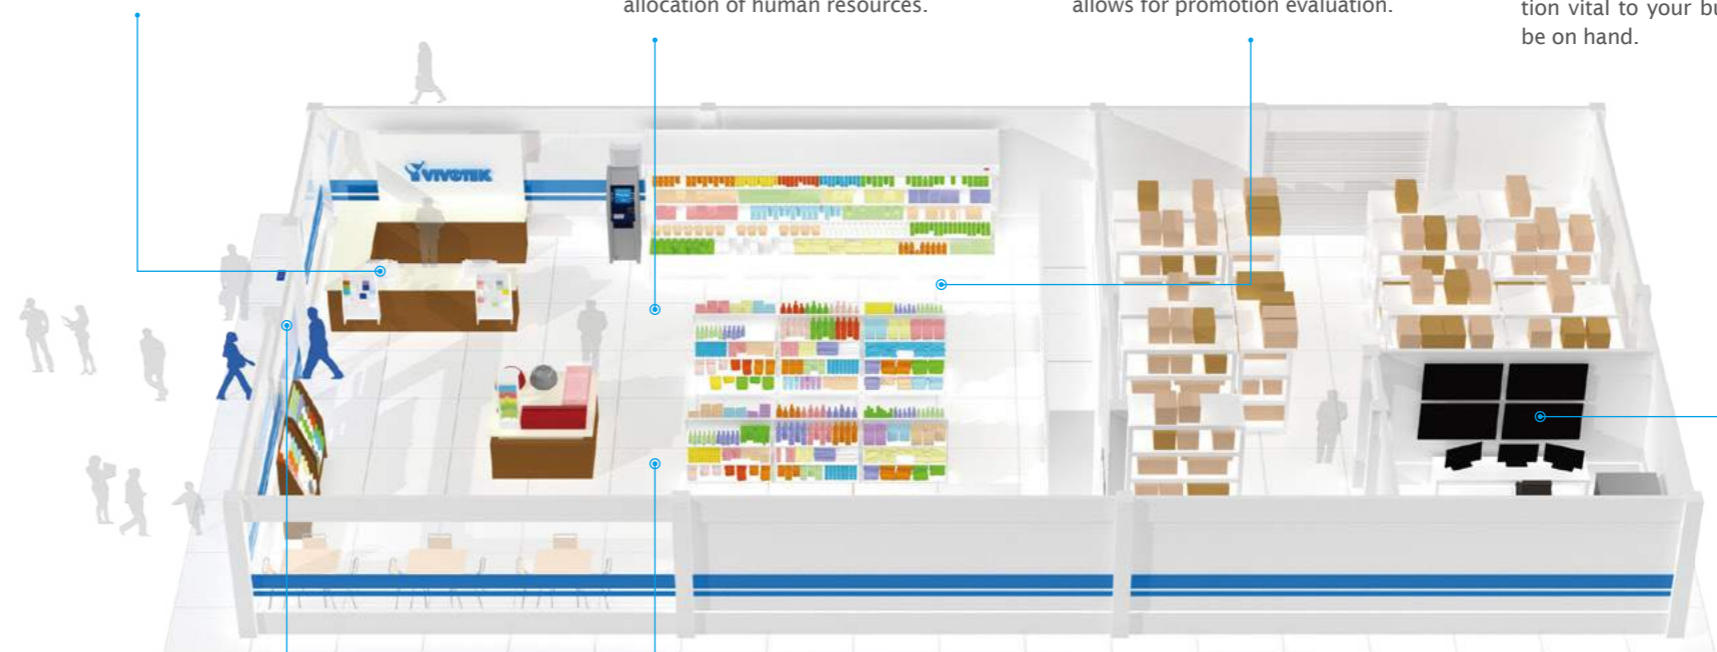 allocation of human resources.
allows for promotion evaluation.
tion vital to your bu
be on hand.
VIVOTEK